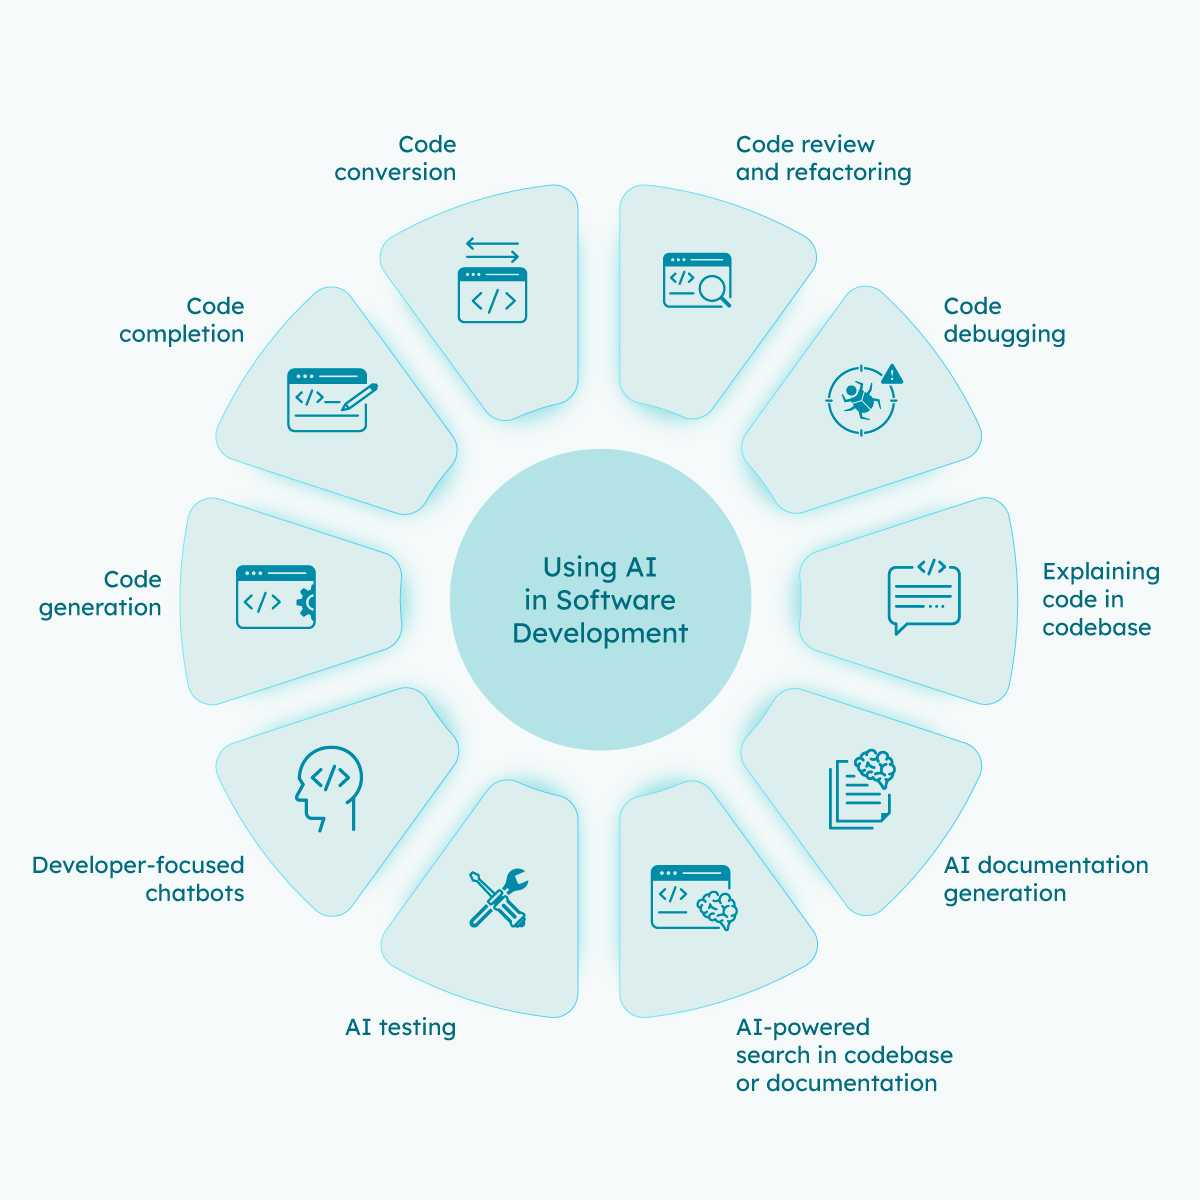 Code
conversion
Code review
and refactoring
Code
completion
Code
debugging
Code
generation
Using AI
in Software
Development
Explaining
code in
codebase
Developer-focused
chatbots
AI documentation
generation
AI testing
AI-powered
search in codebase
or documentation